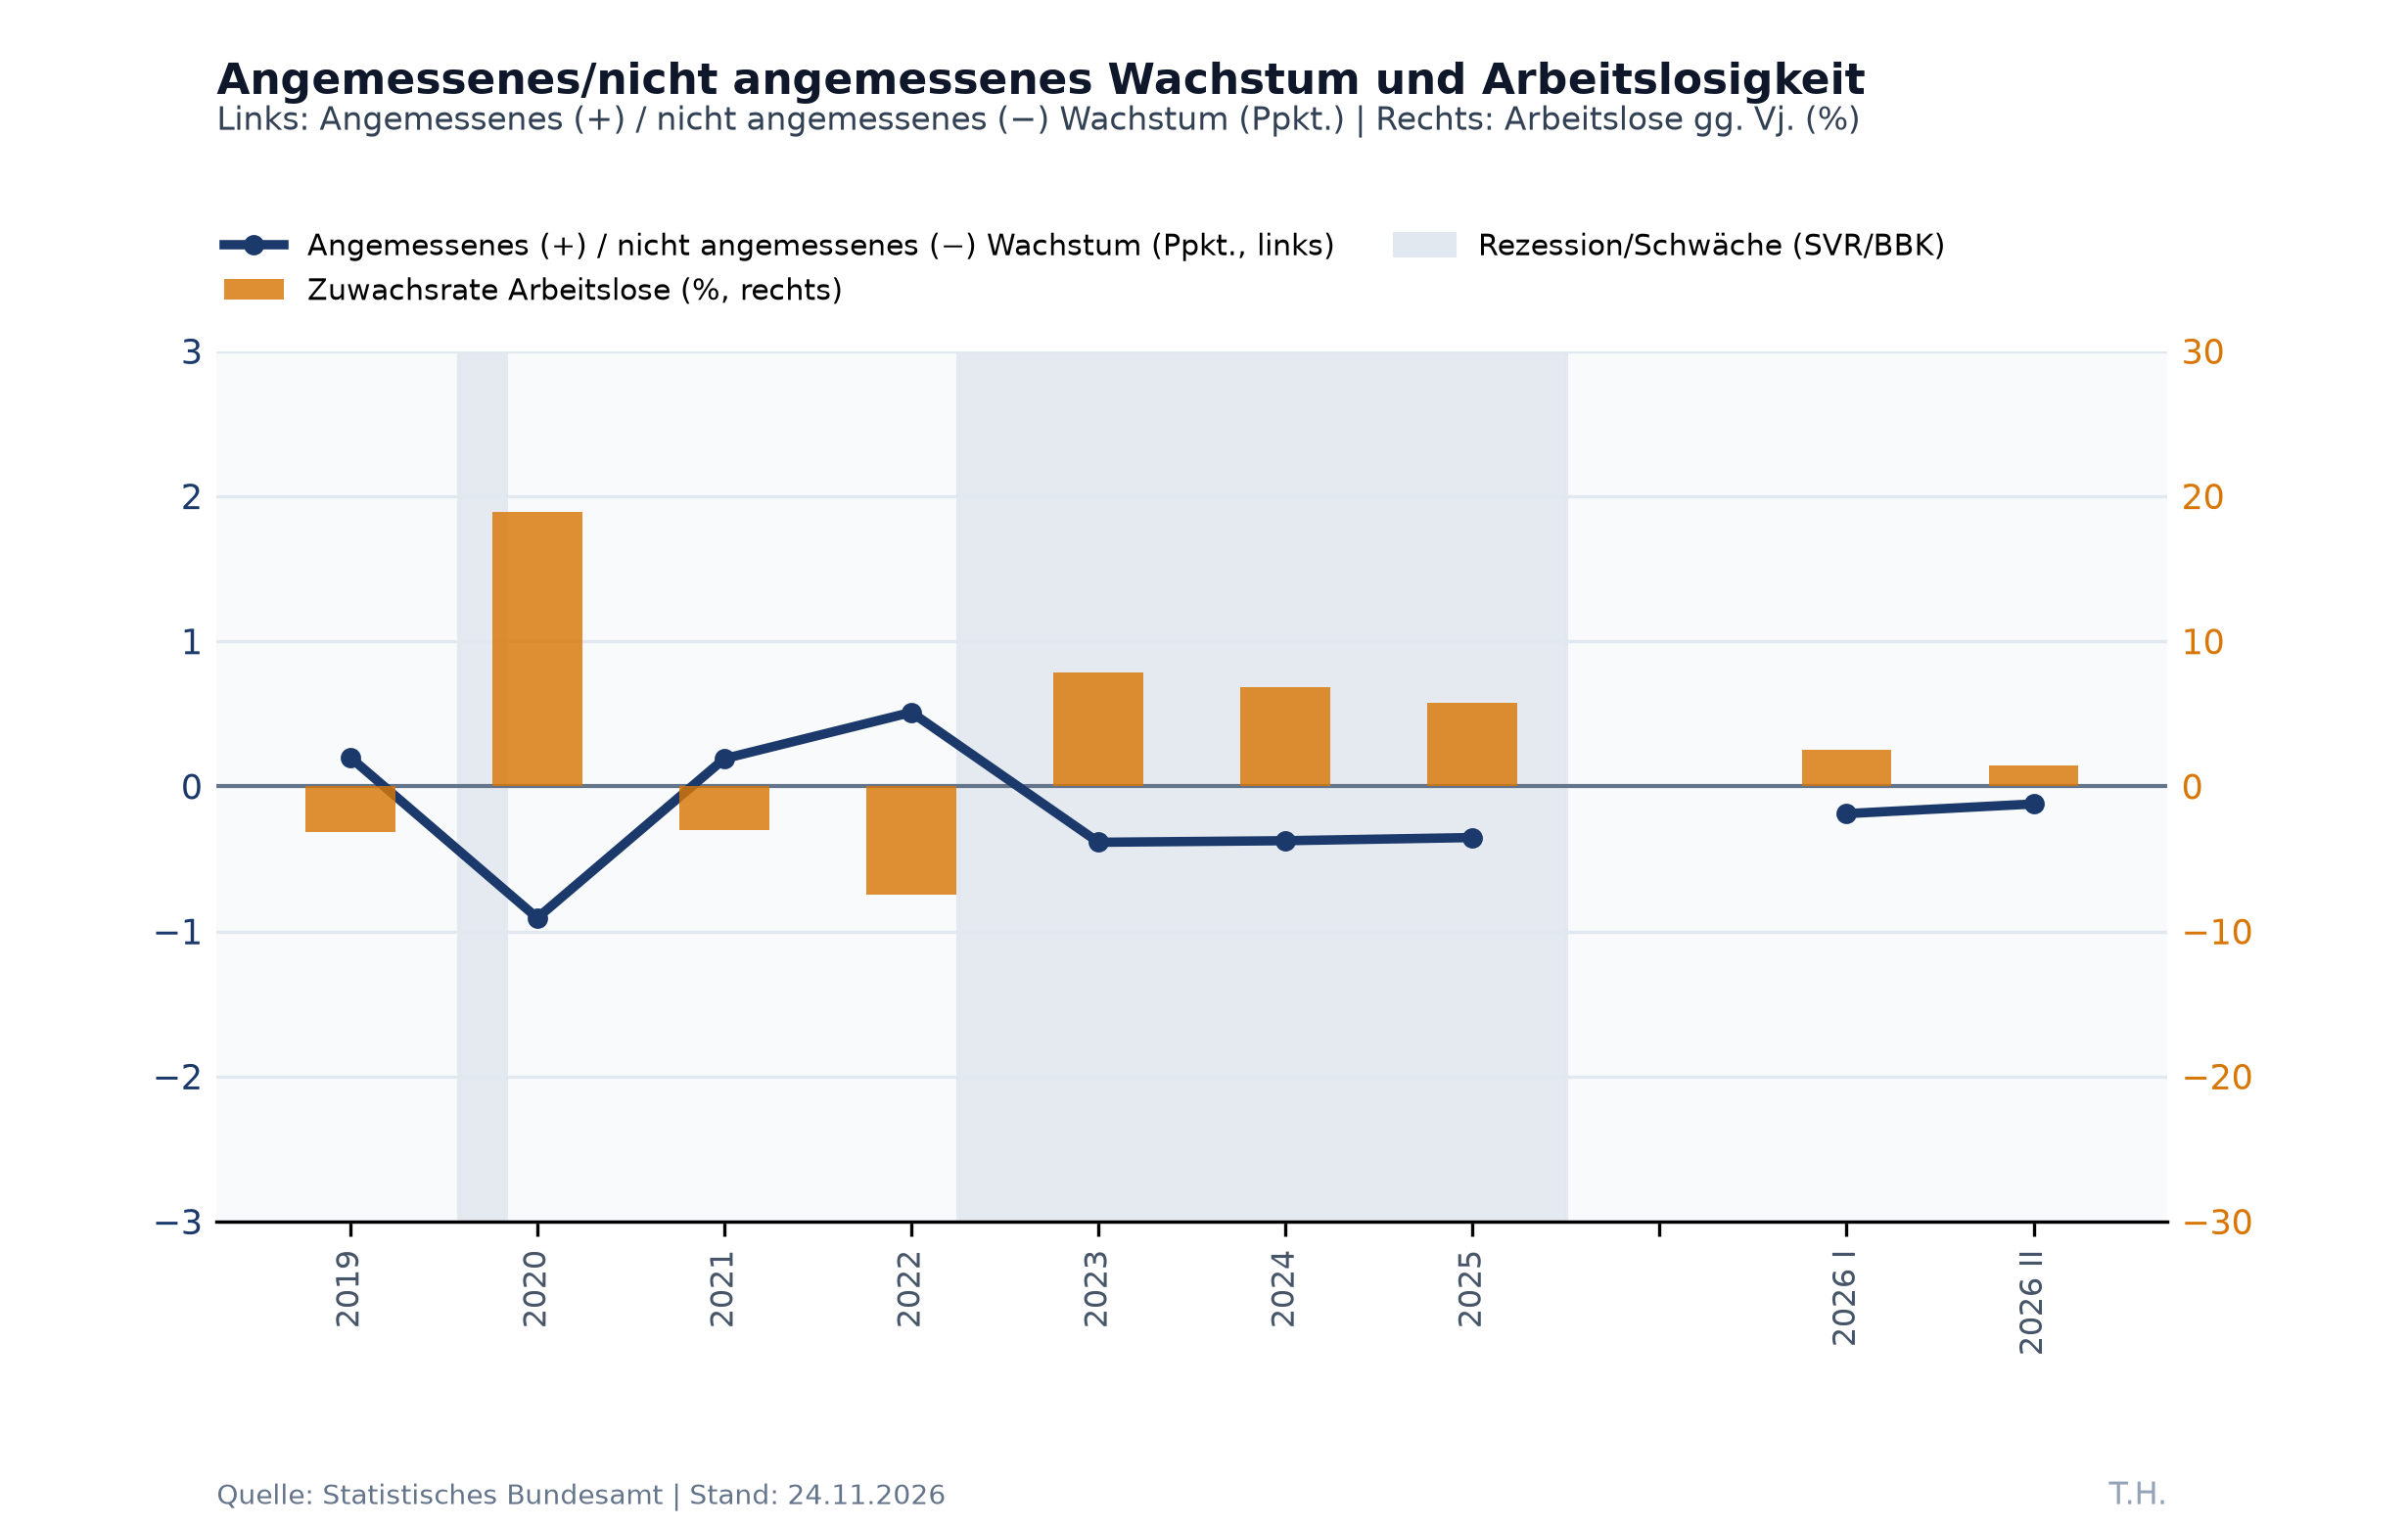 Angemessenes/nicht angemessenes Wachstum und Arbeitslosigkeit
Links: Angemessenes (+) / nicht angemessenes (−) Wachstum (Ppkt.) | Rechts: Arbeitslose gg. Vj. (%)
Angemessenes (+) / nicht angemessenes (−) Wachstum (Ppkt., links)
Zuwachsrate Arbeitslose (%, rechts)
Rezession/Schwäche (SVR/BBK)
3
2
1
0
−1
−2
−3
30
20
10
0
−10
−20
−30
2019
2020
2021
2022
2023
2024
2025
2026 I
2026 II
Quelle: Statistisches Bundesamt | Stand: 24.11.2026
T.H.